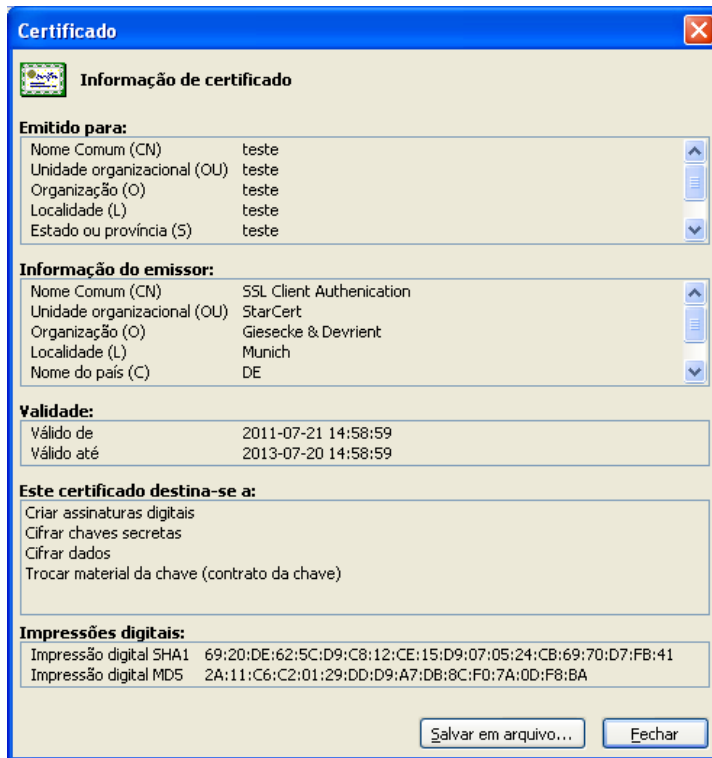 Certificado
Informação de certificado
Emitido para:
Nome Comum (CN) teste
Unidade organizacional (OU) teste
Organização (O) teste
Localidade (L) teste
Estado ou província (S) teste
Informação do emissor:
Nome Comum (CN) SSL Client Authenication
Unidade organizacional (OU) StarCert
Organização (O) Giesecke & Devrient
Localidade (L) Munich
Nome do país (C) DE
Validade:
Válido de 2011-07-21 14:58:59
Válido até 2013-07-20 14:58:59
Este certificado destina-se a:
Criar assinaturas digitais
Cifrar chaves secretas
Cifrar dados
Trocar material da chave (contrato da chave)
Impressões digitais:
Impressão digital SHA1 69:20:DE:62:5C:D9:C8:12:CE:15:D9:07:05:24:CB:69:70:D7:FB:41
Impressão digital MD5 2A:11:C6:C2:01:29:DD:D9:A7:DB:8C:F0:7A:0D:F8:BA
Salvar em arquivo... Fechar